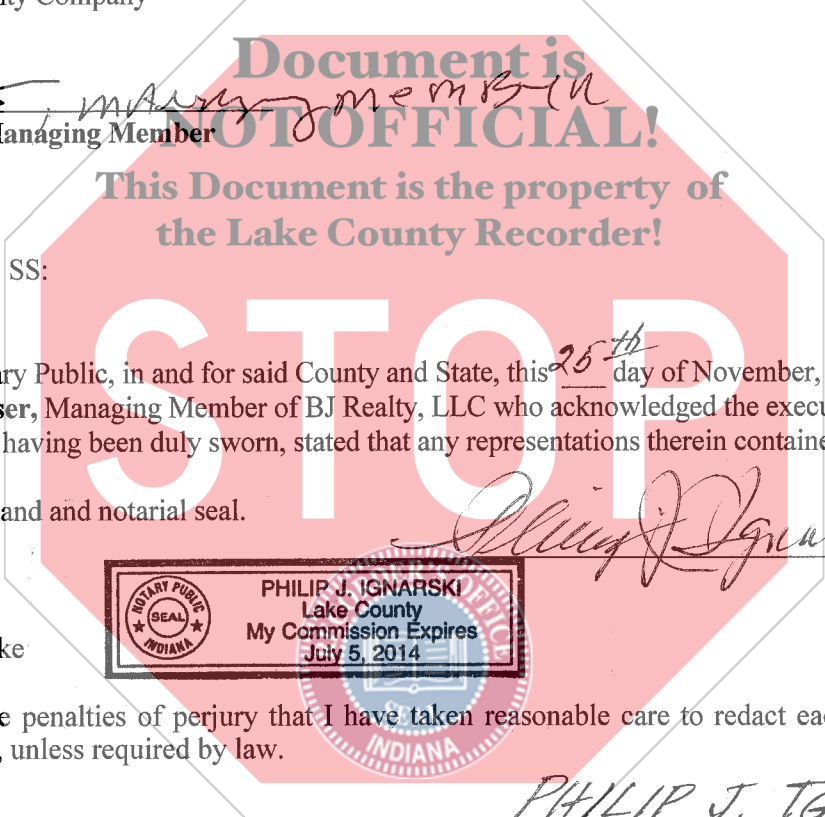 ity Company
Managing Member
Document is
NOT OFFICIAL!
This Document is the property of
the Lake County Recorder!
SS:
STOP
ary Public, in and for said County and State, this 25th day of November,
ser, Managing Member of BJ Realty, LLC who acknowledged the execu
having been duly sworn, stated that any representations therein containe
and and notarial seal.
NOTARY PUBLIC
SEAL
INDIANA
PHILIP J. IGNARSKI
Lake County
My Commission Expires
July 5, 2014
ke
SEAL
INDIANA
e penalties of perjury that I have taken reasonable care to redact eac
, unless required by law.
PHILIP J. IG